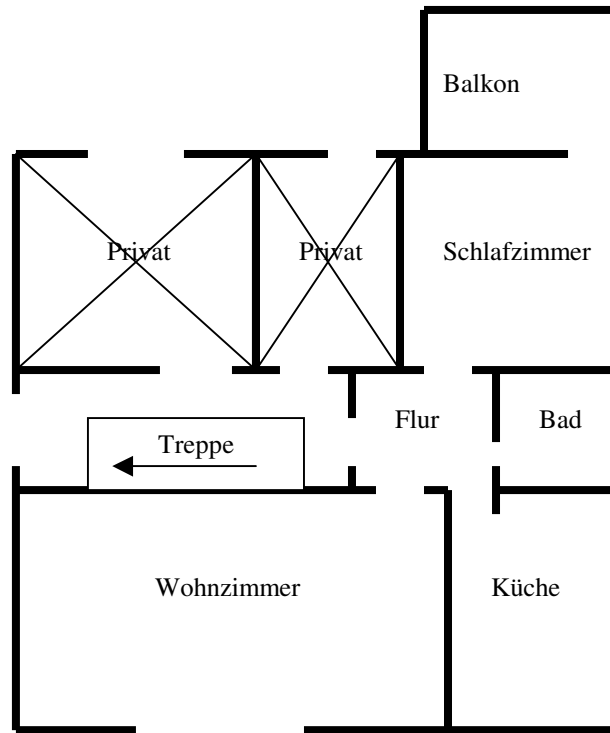 Balkon
Privat
Privat
Schlafzimmer
Flur
Bad
Treppe
Wohnzimmer
Küche